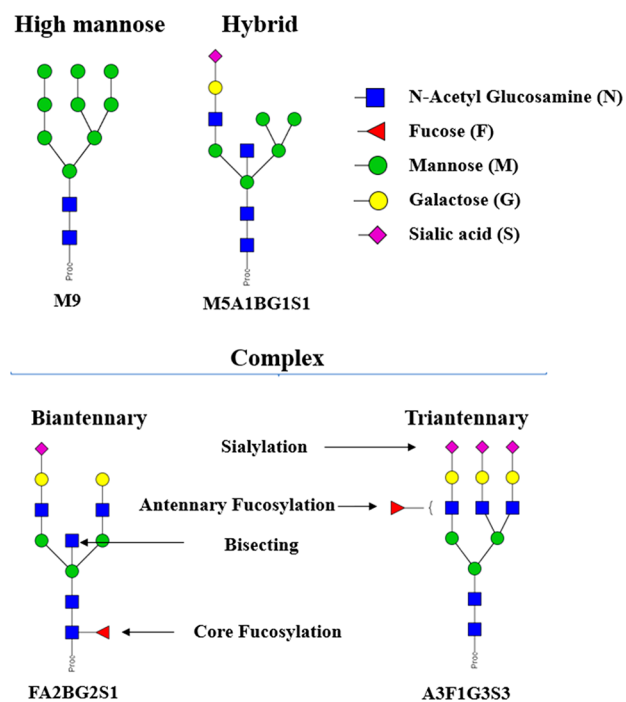 High mannose
Hybrid
N-Acetyl Glucosamine (N)
Fucose (F)
Mannose (M)
Galactose (G)
Sialic acid (S)
Proc
M9
Proc
M5A1BG1S1
Complex
Biantennary
Triantennary
Sialylation
Antennary Fucosylation
{
Bisecting
Core Fucosylation
Proc
FA2BG2S1
Proc
A3F1G3S3